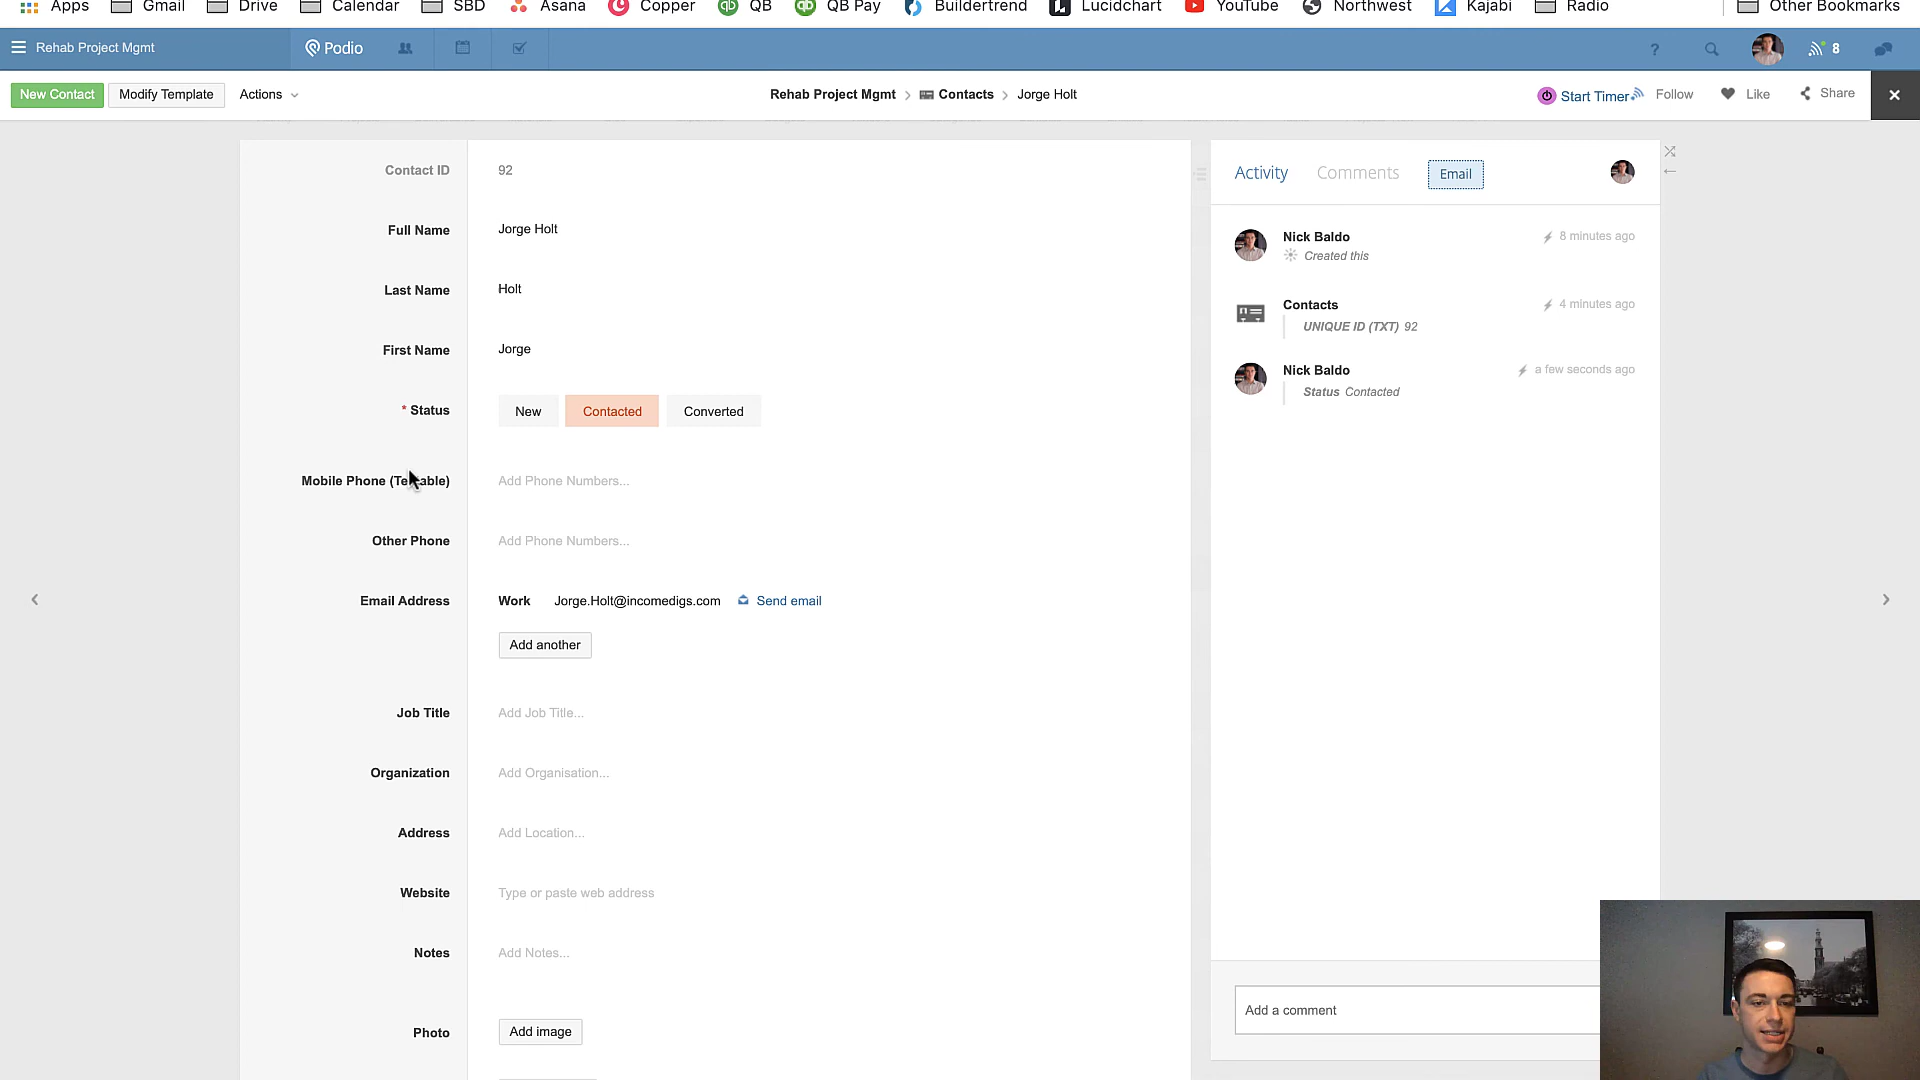 Apps Gmail Drive Calendar SBD Asana Copper QB QB Pay Buildertrend Lucidchart YouTube Northwest Kajabi Radio Other Bookmarks
Rehab Project Mgmt Podio ? 8
New Contact Modify Template Actions Rehab Project Mgmt > Contacts > Jorge Holt Start Timer Follow Like Share
Contact ID 92
Full Name Jorge Holt
Last Name Holt
First Name Jorge
* Status New Contacted Converted
Mobile Phone (Textable) Add Phone Numbers...
Other Phone Add Phone Numbers...
Email Address Work Jorge.Holt@incomedigs.com Send email
Add another
Job Title Add Job Title...
Organization Add Organisation...
Address Add Location...
Website Type or paste web address
Notes Add Notes...
Photo Add image
Activity Comments Email
Nick Baldo 8 minutes ago
Created this
Contacts 4 minutes ago
UNIQUE ID (TXT) 92
Nick Baldo a few seconds ago
Status Contacted
Add a comment